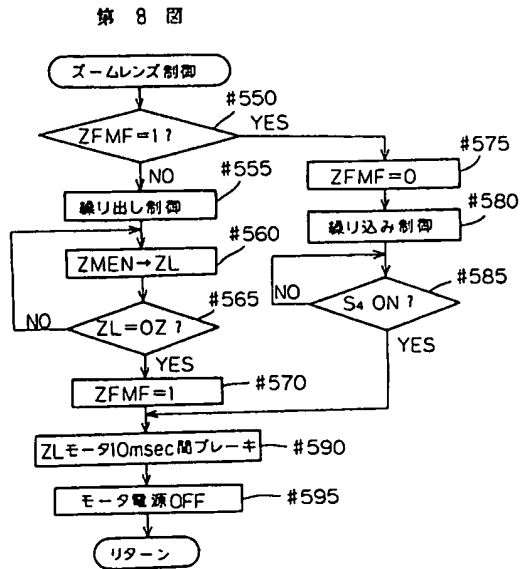 第 8 図
ズームレンズ制御
#550
ZFMF=1?
YES
NO
#555
繰り出し制御
#560
ZMEN→ZL
#565
ZL=OZ?
NO
YES
#570
ZFMF=1
#575
ZFMF=0
#580
繰り込み制御
#585
S₄ ON?
NO
YES
ZLモータ10msec間ブレーキ
#590
モータ電源OFF
#595
リターン